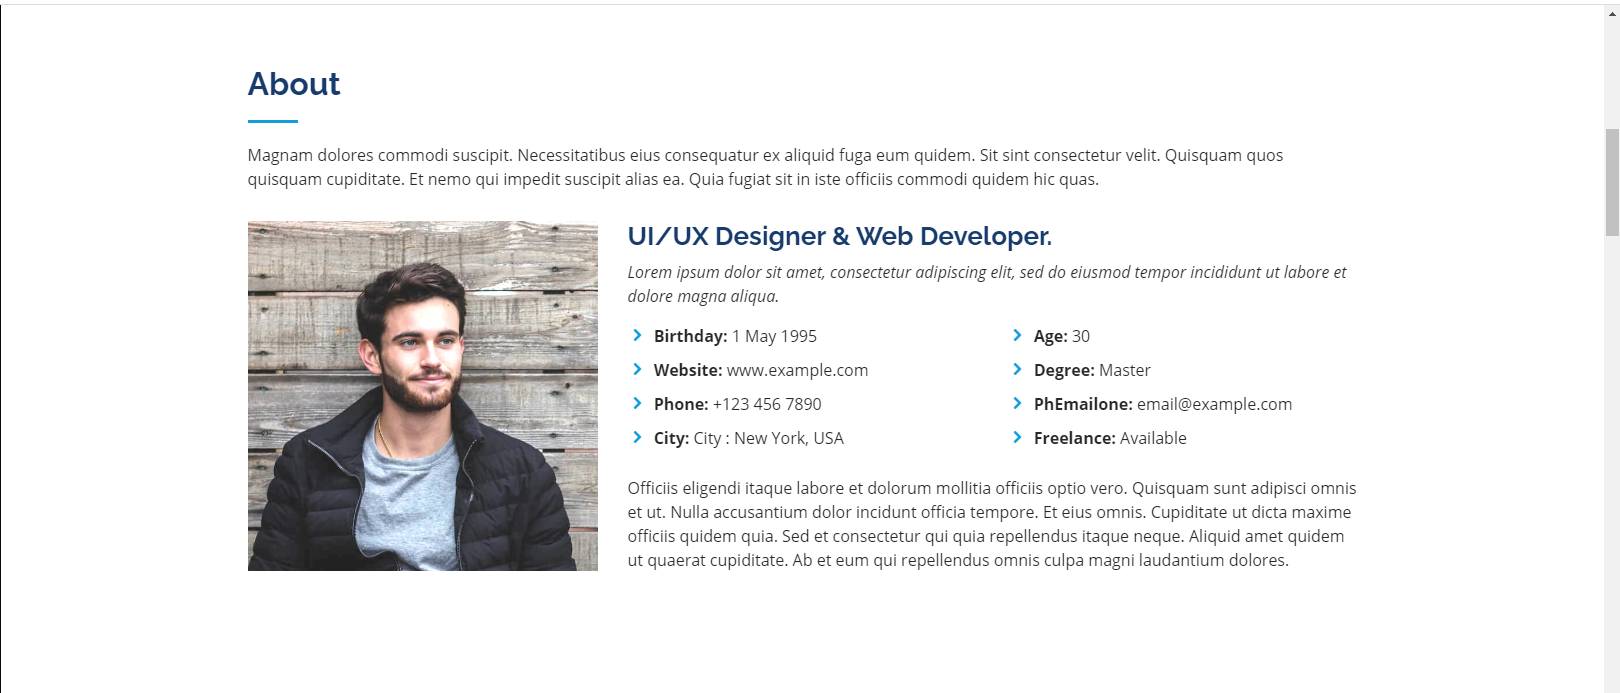 About
Magnam dolores commodi suscipit. Necessitatibus eius consequatur ex aliquid fuga eum quidem. Sit sint consectetur velit. Quisquam quos
quisquam cupiditate. Et nemo qui impedit suscipit alias ea. Quia fugiat sit in iste officiis commodi quidem hic quas.
UI/UX Designer & Web Developer.
Lorem ipsum dolor sit amet, consectetur adipiscing elit, sed do eiusmod tempor incididunt ut labore et
dolore magna aliqua.
Birthday: 1 May 1995
Website: www.example.com
Phone: +123 456 7890
City: City : New York, USA
Age: 30
Degree: Master
PhEmailone: email@example.com
Freelance: Available
Officiis eligendi itaque labore et dolorum mollitia officiis optio vero. Quisquam sunt adipisci omnis
et ut. Nulla accusantium dolor incidunt officia tempore. Et eius omnis. Cupiditate ut dicta maxime
officiis quidem quia. Sed et consectetur qui quia repellendus itaque neque. Aliquid amet quidem
ut quaerat cupiditate. Ab et eum qui repellendus omnis culpa magni laudantium dolores.